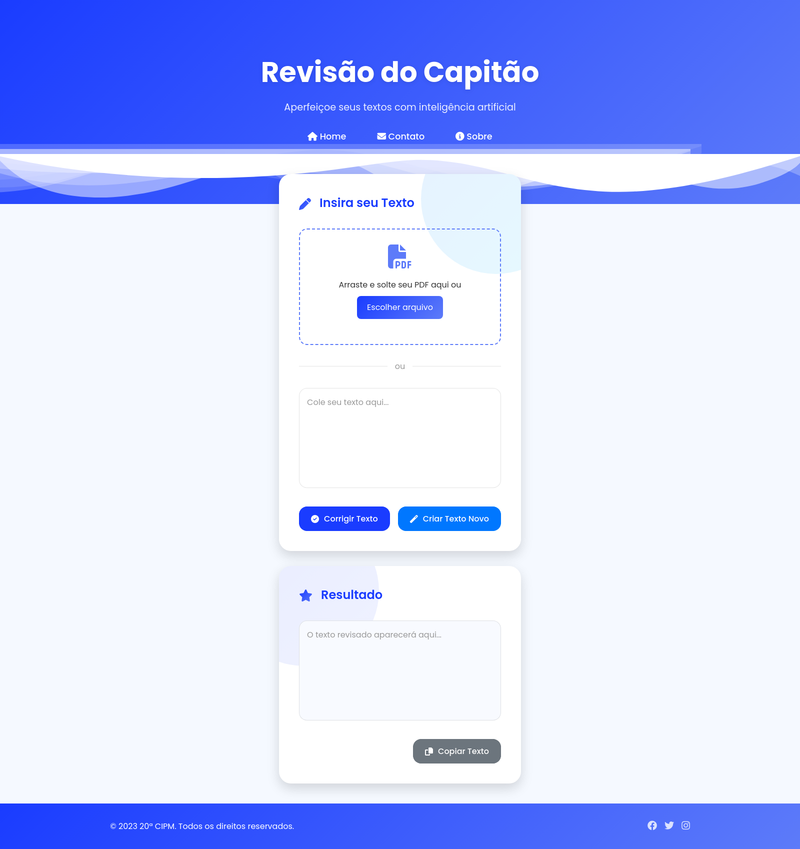 Revisão do Capitão
Aperfeiçoe seus textos com inteligência artificial
Home Contato Sobre
Insira seu Texto
PDF
Arraste e solte seu PDF aqui ou
Escolher arquivo
ou
Cole seu texto aqui...
Corrigir Texto Criar Texto Novo
Resultado
O texto revisado aparecerá aqui...
Copiar Texto
© 2023 20ª CIPM. Todos os direitos reservados.